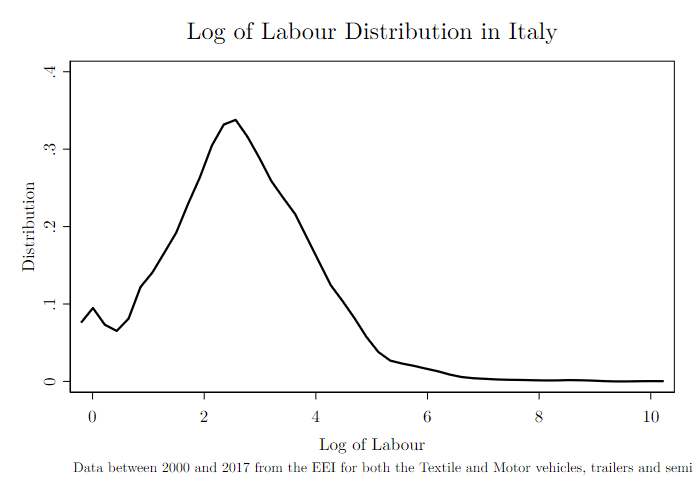 Log of Labour Distribution in Italy
.4
.3
.2
.1
0
Distribution
0 2 4 6 8 10
Log of Labour
Data between 2000 and 2017 from the EEI for both the Textile and Motor vehicles, trailers and semi